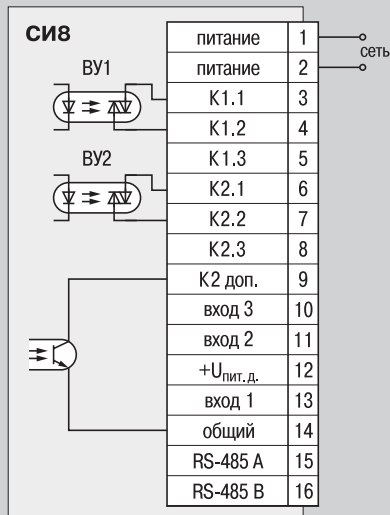 СИ8
питание 1
сеть
питание 2
ВУ1
К1.1 3
К1.2 4
К1.3 5
ВУ2
К2.1 6
К2.2 7
К2.3 8
К2 доп. 9
вход 3 10
вход 2 11
+Uпит. д. 12
вход 1 13
общий 14
RS-485 A 15
RS-485 B 16